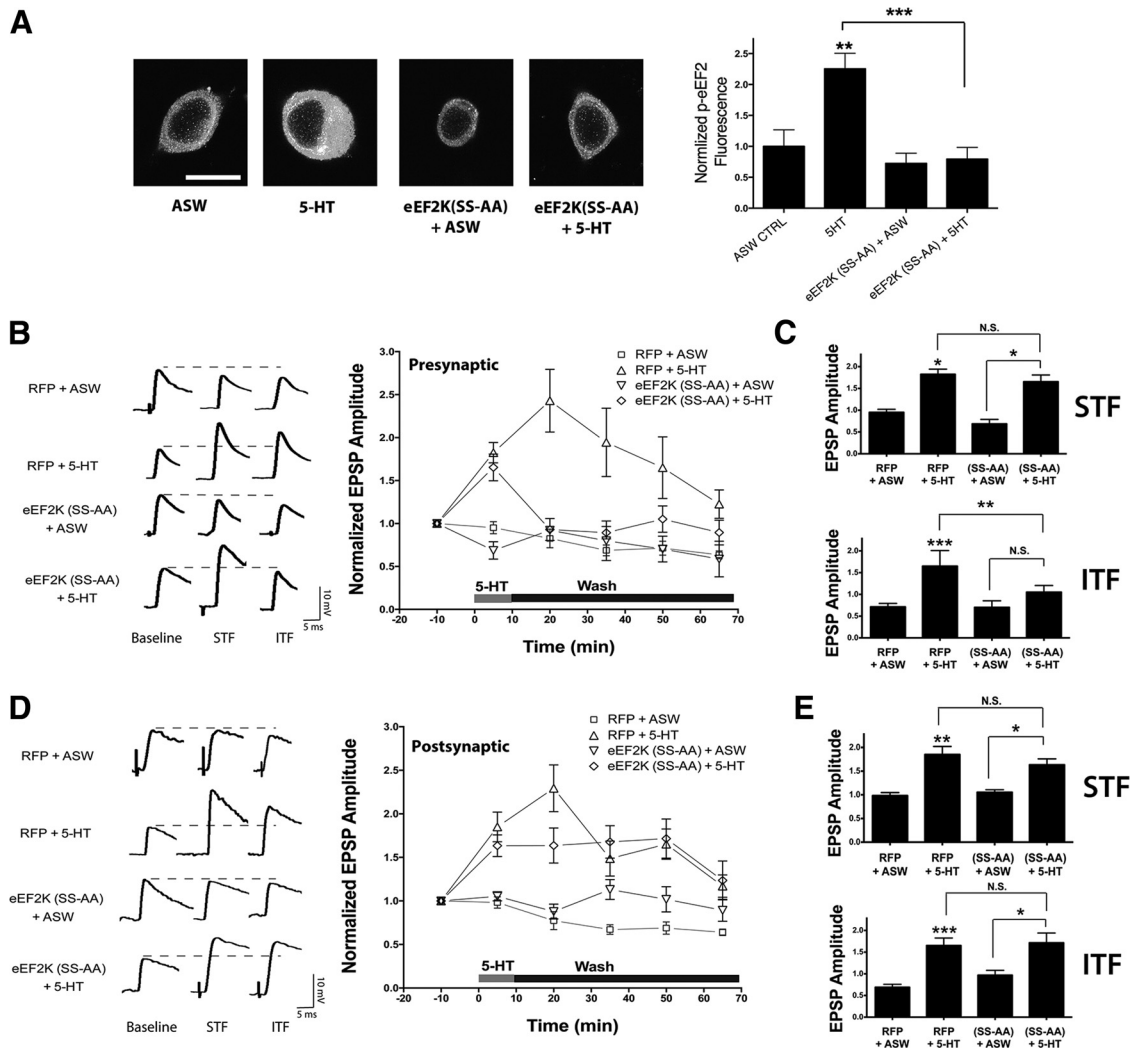 A
ASW
5-HT
eEF2K(SS-AA)
+ ASW
eEF2K(SS-AA)
+ 5-HT
Normlized p-eEF2
Fluorescence
2.5
2.0
1.5
1.0
0.5
0.0
**
***
ASW CTRL
5HT
eEF2K (SS-AA) + ASW
eEF2K (SS-AA) + 5HT
B
RFP + ASW
RFP + 5-HT
eEF2K (SS-AA)
+ ASW
eEF2K (SS-AA)
+ 5-HT
Baseline
STF
ITF
10 mV
5 ms
Normalized EPSP Amplitude
3.0
2.5
2.0
1.5
1.0
0.5
0.0
Presynaptic
RFP + ASW
RFP + 5-HT
eEF2K (SS-AA) + ASW
eEF2K (SS-AA) + 5-HT
5-HT
Wash
-20 -10 0 10 20 30 40 50 60 70
Time (min)
C
EPSP Amplitude
2.0
1.5
1.0
0.5
0.0
N.S.
*
*
RFP + ASW
RFP + 5-HT
(SS-AA) + ASW
(SS-AA) + 5-HT
STF
EPSP Amplitude
2.0
1.5
1.0
0.5
0.0
**
***
N.S.
RFP + ASW
RFP + 5-HT
(SS-AA) + ASW
(SS-AA) + 5-HT
ITF
D
RFP + ASW
RFP + 5-HT
eEF2K (SS-AA)
+ ASW
eEF2K (SS-AA)
+ 5-HT
Baseline
STF
ITF
10 mV
5 ms
Normalized EPSP Amplitude
3.0
2.5
2.0
1.5
1.0
0.5
0.0
Postsynaptic
RFP + ASW
RFP + 5-HT
eEF2K (SS-AA) + ASW
eEF2K (SS-AA) + 5-HT
5-HT
Wash
-20 -10 0 10 20 30 40 50 60 70
Time (min)
E
EPSP Amplitude
2.0
1.5
1.0
0.5
0.0
N.S.
**
*
RFP + ASW
RFP + 5-HT
(SS-AA) + ASW
(SS-AA) + 5-HT
STF
EPSP Amplitude
2.0
1.5
1.0
0.5
0.0
N.S.
***
*
RFP + ASW
RFP + 5-HT
(SS-AA) + ASW
(SS-AA) + 5-HT
ITF